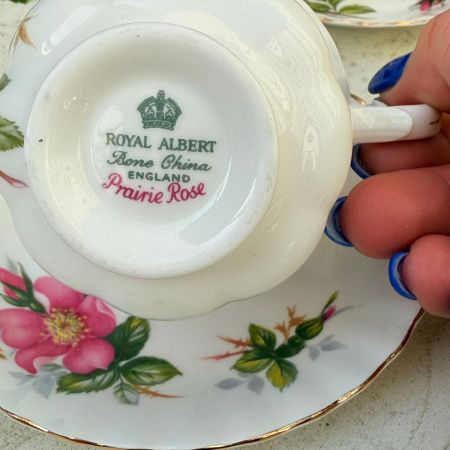 ROYAL ALBERT
Bone China
ENGLAND
Prairie Rose